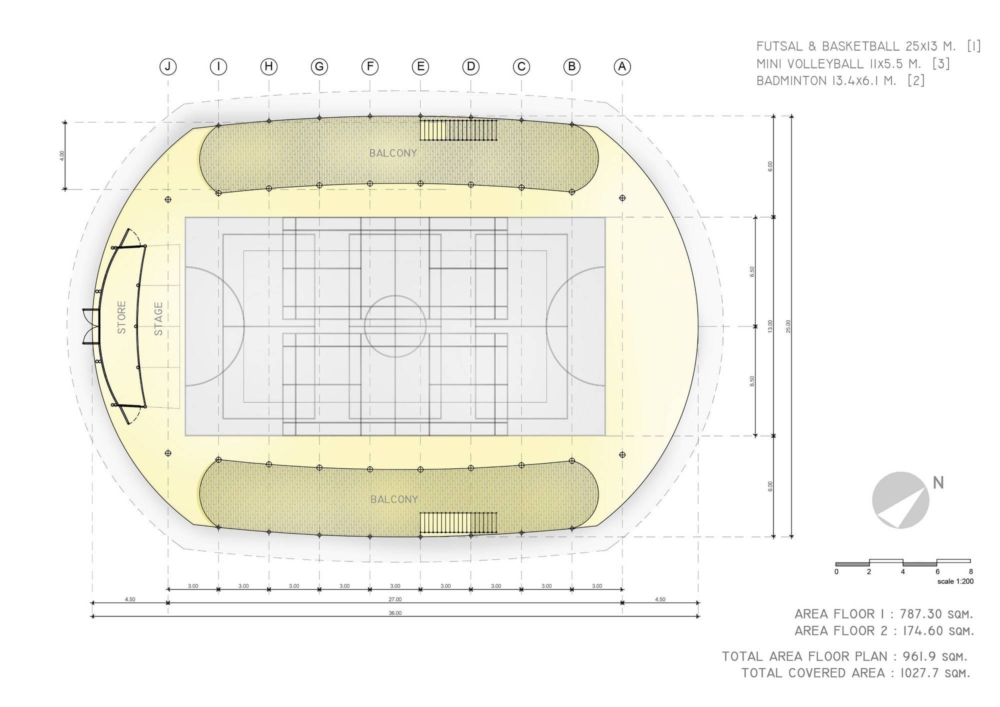 FUTSAL & BASKETBALL 25x13 M. [1]
MINI VOLLEYBALL 11x5.5 M. [3]
BADMINTON 13.4x6.1 M. [2]
J I H G F E D C B A
BALCONY
4.00
6.00
6.50
13.00
25.00
6.50
6.00
STORE
STAGE
BALCONY
N
0 2 4 6 8
scale 1:200
3.00 3.00 3.00 3.00 3.00 3.00 3.00 3.00 3.00
4.50 27.00 4.50
36.00
AREA FLOOR 1 : 787.30 SQM.
AREA FLOOR 2 : 174.60 SQM.
TOTAL AREA FLOOR PLAN : 961.9 SQM.
TOTAL COVERED AREA : 1027.7 SQM.